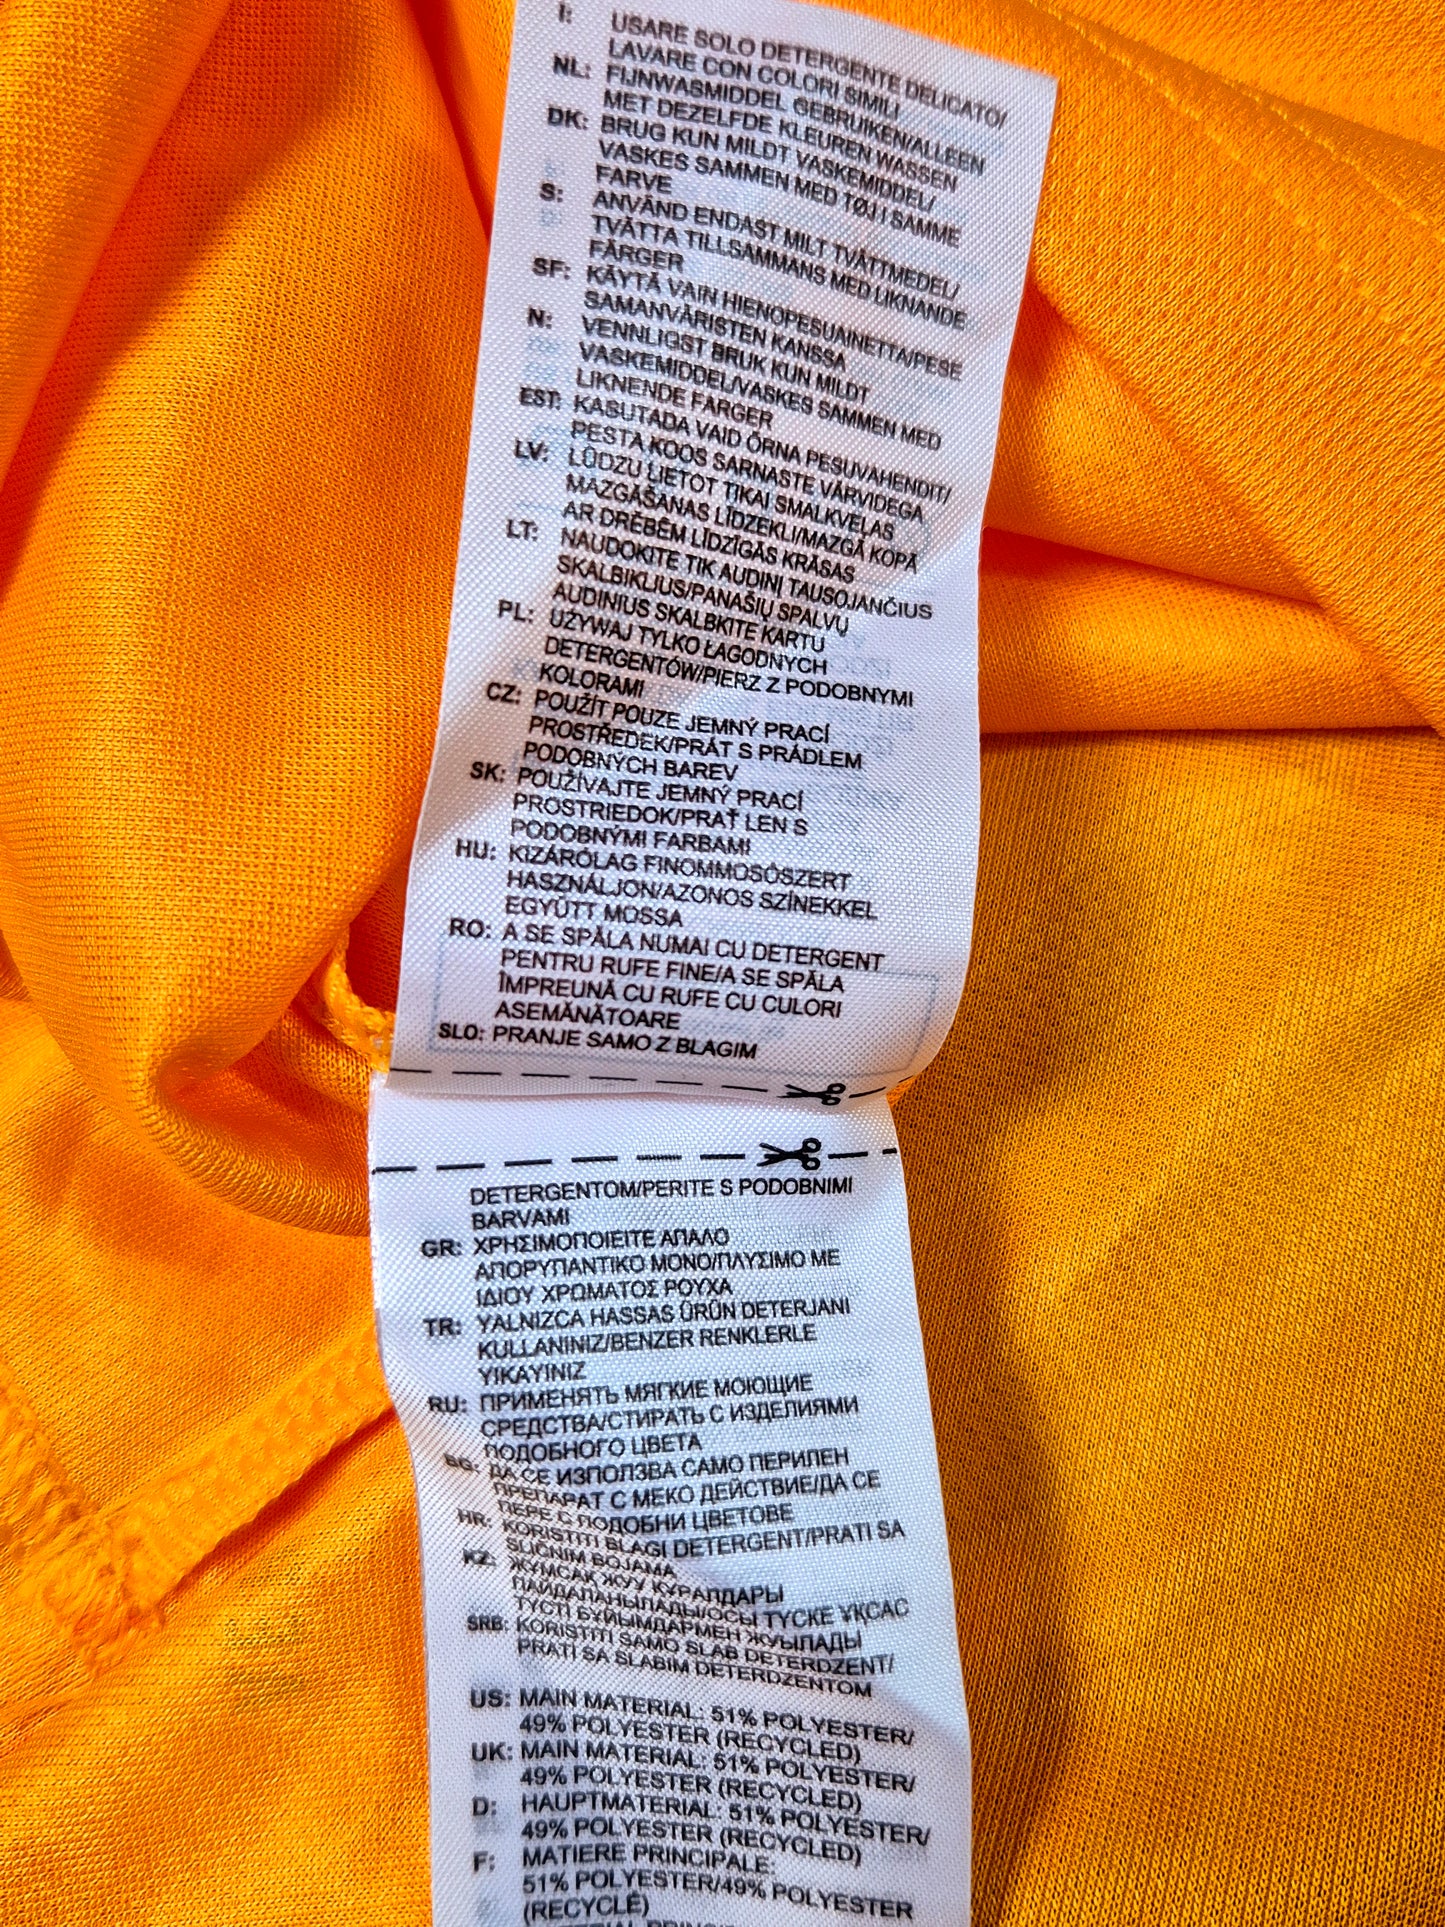 I: USARE SOLO DETERGENTE DELICATO/
LAVARE CON COLORI SIMILI
NL: FIJNWASMIDDEL GEBRUIKEN/ALLEEN
MET DEZELFDE KLEUREN WASSEN
DK: BRUG KUN MILDT VASKEMIDDEL/
VASKES SAMMEN MED TØJ I SAMME
FARVE
S: ANVÄND ENDAST MILT TVÄTTMEDEL/
TVÄTTA TILLSAMMANS MED LIKNANDE
FÄRGER
SF: KÄYTÄ VAIN HIENOPESUAINETTA/PESE
SAMANVÄRISTEN KANSSA
N: VENNLIGST BRUK KUN MILDT
VASKEMIDDEL/VASKES SAMMEN MED
LIKNENDE FARGER
EST: KASUTADA VAID ÕRNA PESUVAHENDIT/
PESTA KOOS SARNASTE VÄRVIDEGA
LV: LŪDZU LIETOT TIKAI SMALKVEĻAS
MAZGĀŠANAS LĪDZEKLI/MAZGĀ KOPĀ
AR DRĒBĒM LĪDZĪGĀS KRĀSĀS
LT: NAUDOKITE TIK AUDINĮ TAUSOJANČIUS
SKALBIKLIUS/PANAŠIŲ SPALVŲ
AUDINIUS SKALBKITE KARTU
PL: UŻYWAJ TYLKO ŁAGODNYCH
DETERGENTÓW/PIERZ Z PODOBNYMI
KOLORAMI
CZ: POUŽÍT POUZE JEMNÝ PRACÍ
PROSTŘEDEK/PRÁT S PRÁDLEM
PODOBNÝCH BAREV
SK: POUŽÍVAJTE JEMNÝ PRACÍ
PROSTRIEDOK/PRAŤ LEN S
PODOBNÝMI FARBAMI
HU: KIZÁRÓLAG FINOMMOSÓSZERT
HASZNÁLJON/AZONOS SZÍNEKKEL
EGYÜTT MOSSA
RO: A SE SPĂLA NUMAI CU DETERGENT
PENTRU RUFE FINE/A SE SPĂLA
ÎMPREUNĂ CU RUFE CU CULORI
ASEMĂNĂTOARE
SLO: PRANJE SAMO Z BLAGIM
DETERGENTOM/PERITE S PODOBNIMI
BARVAMI
GR: ΧΡΗΣΙΜΟΠΟΙΕΙΤΕ ΑΠΑΛΟ
ΑΠΟΡΥΠΑΝΤΙΚΟ ΜΟΝΟ/ΠΛΥΣΙΜΟ ΜΕ
ΙΔΙΟΥ ΧΡΩΜΑΤΟΣ ΡΟΥΧΑ
TR: YALNIZCA HASSAS ÜRÜN DETERJANI
KULLANINIZ/BENZER RENKLERLE
YIKAYINIZ
RU: ПРИМЕНЯТЬ МЯГКИЕ МОЮЩИЕ
СРЕДСТВА/СТИРАТЬ С ИЗДЕЛИЯМИ
ПОДОБНОГО ЦВЕТА
BG: ДА СЕ ИЗПОЛЗВА САМО ПЕРИЛЕН
ПРЕПАРАТ С МЕКО ДЕЙСТВИЕ/ДА СЕ
ПЕРЕ С ПОДОБНИ ЦВЕТОВЕ
HR: KORISTITI BLAGI DETERGENT/PRATI SA
SLIČNIM BOJAMA
KZ: ЖҰМСАҚ ЖУУ ҚҰРАЛДАРЫ
ПАЙДАЛАНЫЛАДЫ/ОСЫ ТҮСКЕ ҰҚСАС
ТҮСТІ БҰЙЫМДАРМЕН ЖУЫЛАДЫ
SRB: KORISTITI SAMO SLAB DETERDZENT/
PRATI SA SLABIM DETERDZENTOM
US: MAIN MATERIAL: 51% POLYESTER/
49% POLYESTER (RECYCLED)
UK: MAIN MATERIAL: 51% POLYESTER/
49% POLYESTER (RECYCLED)
D: HAUPTMATERIAL: 51% POLYESTER/
49% POLYESTER (RECYCLED)
F: MATIERE PRINCIPALE:
51% POLYESTER/49% POLYESTER
(RECYCLÉ)